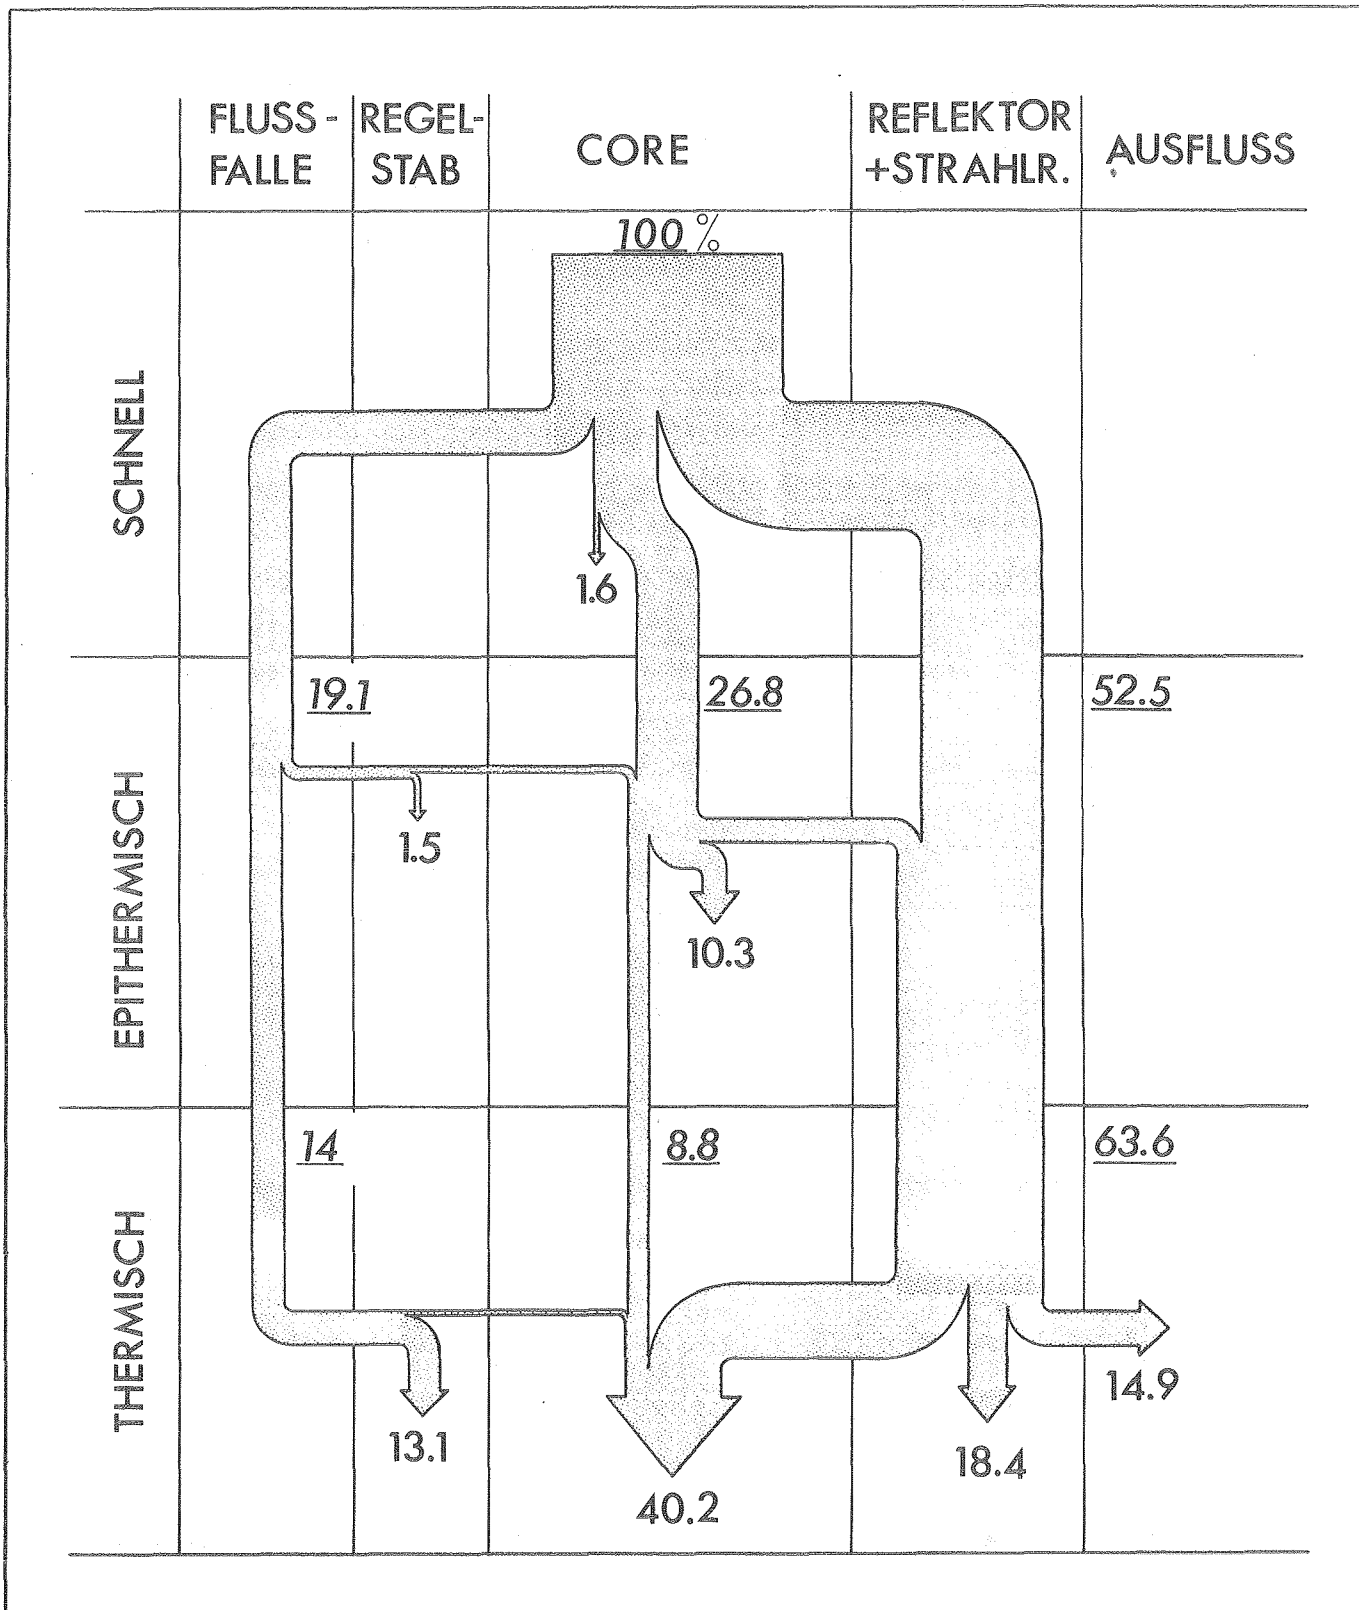 FLUSS-
FALLE
REGEL-
STAB
CORE
REFLEKTOR
+STRAHLR.
AUSFLUSS
100 %
SCHNELL
1.6
19.1
26.8
52.5
EPITHERMISCH
1.5
10.3
14
8.8
63.6
THERMISCH
14.9
13.1
18.4
40.2